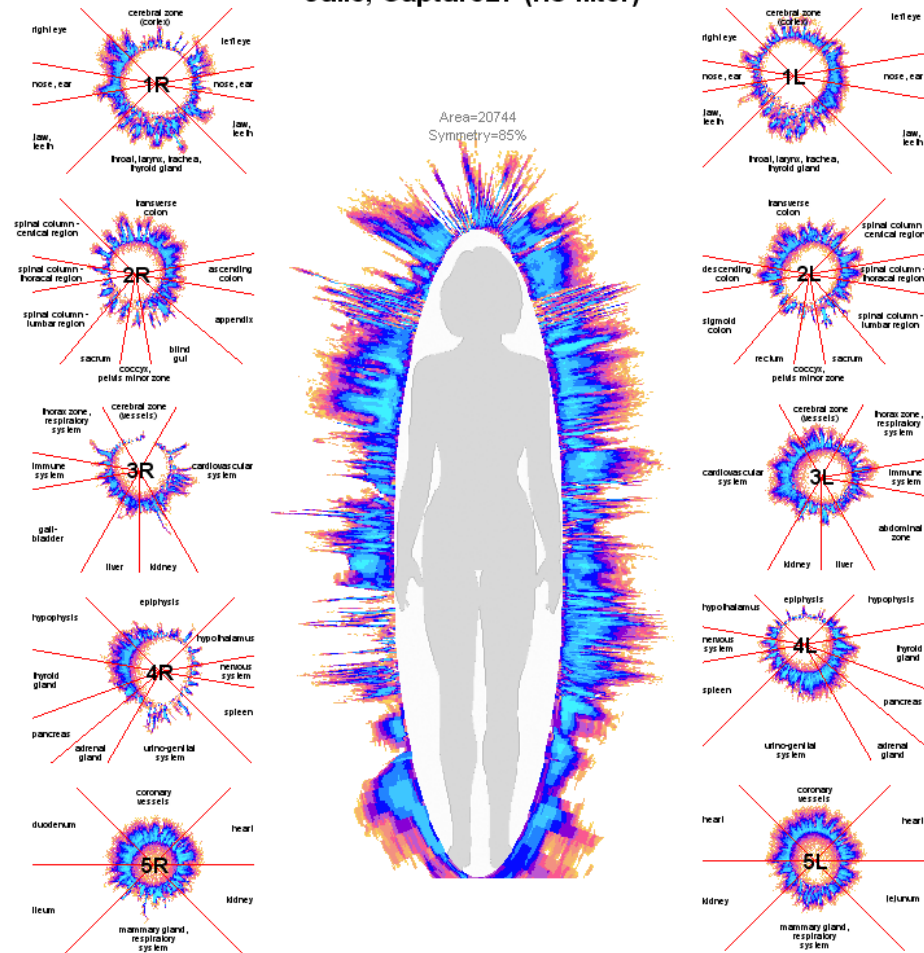 (no filter)
cerebral zone
(cortex)
right eye
left eye
nose, ear
nose, ear
1R
jaw,
teeth
jaw,
teeth
throat, larynx, trachea,
thyroid gland
cerebral zone
(cortex)
right eye
left eye
nose, ear
nose, ear
1L
jaw,
teeth
jaw,
teeth
throat, larynx, trachea,
thyroid gland
Area=20744
Symmetry=85%
transverse
colon
spinal column -
cervical region
spinal column -
thoracal region
2R
ascending
colon
spinal column -
lumbar region
appendix
sacrum
blind
gut
coccyx,
pelvis minor zone
transverse
colon
spinal column -
cervical region
descending
colon
2L
spinal column -
thoracal region
sigmoid
colon
spinal column -
lumbar region
rectum
sacrum
coccyx,
pelvis minor zone
cerebral zone
(vessels)
thorax zone,
respiratory
system
immune
system
3R
cardiovascular
system
gall-
bladder
liver
kidney
cerebral zone
(vessels)
thorax zone,
respiratory
system
cardiovascular
system
3L
immune
system
abdominal
zone
kidney
liver
epiphysis
hypophysis
hypothalamus
thyroid
gland
4R
nervous
system
spleen
pancreas
adrenal
gland
urino-genital
system
epiphysis
hypothalamus
hypophysis
nervous
system
4L
thyroid
gland
spleen
pancreas
urino-genital
system
adrenal
gland
coronary
vessels
duodenum
heart
5R
ileum
kidney
mammary gland,
respiratory
system
coronary
vessels
heart
heart
5L
kidney
jejunum
mammary gland,
respiratory
system